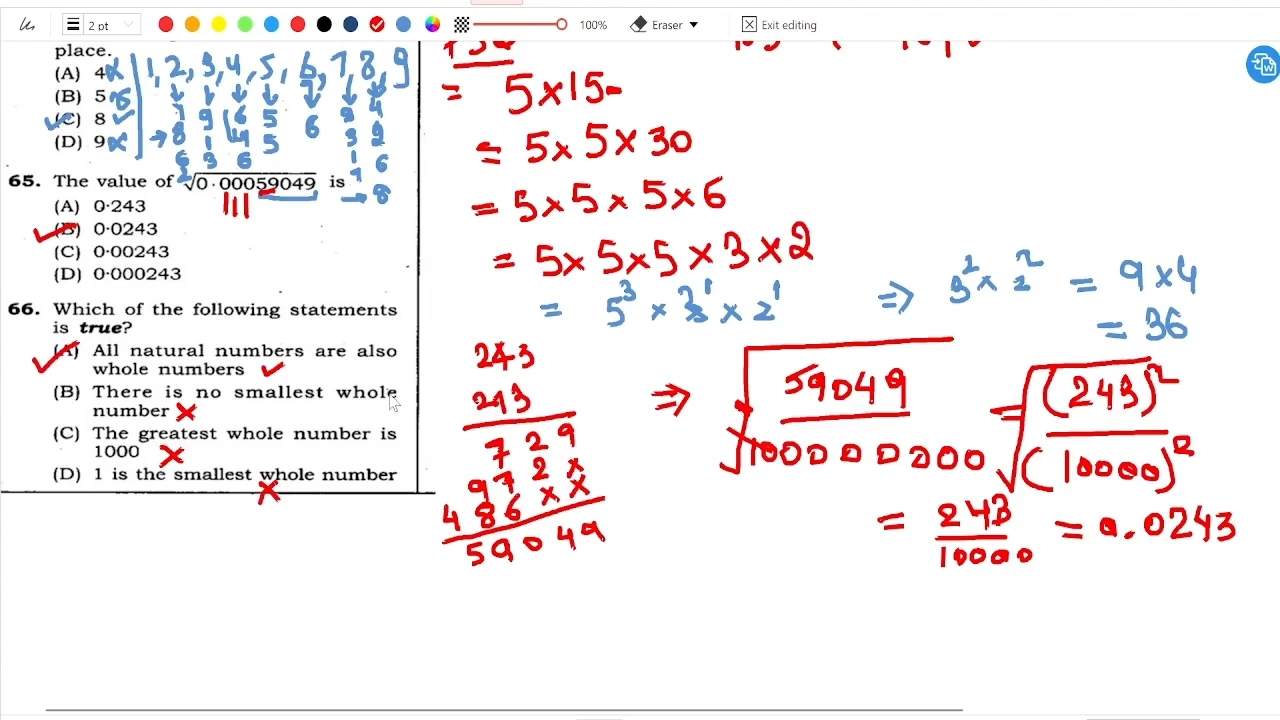 2 pt
100%
Eraser
Exit editing
place.
(A) 4
(B) 5
(C) 8
(D) 9
1, 2, 3, 4, 5, 6, 7, 8, 9
65. The value of √0·00059049 is
(A) 0·243
(B) 0·0243
(C) 0·00243
(D) 0·000243
66. Which of the following statements
is true?
(A) All natural numbers are also
whole numbers
(B) There is no smallest whole
number
(C) The greatest whole number is
1000
(D) 1 is the smallest whole number
= 5×15
= 5×5×30
= 5×5×5×6
= 5×5×5×3×2
= 5³×3¹×2¹ ⇒ 3²×2² = 9×4
= 36
243
243
729
972×
486××
59049
⇒ √59049/√100000000 = √(243)²/(10000)²
= 243/10000 = 0.0243